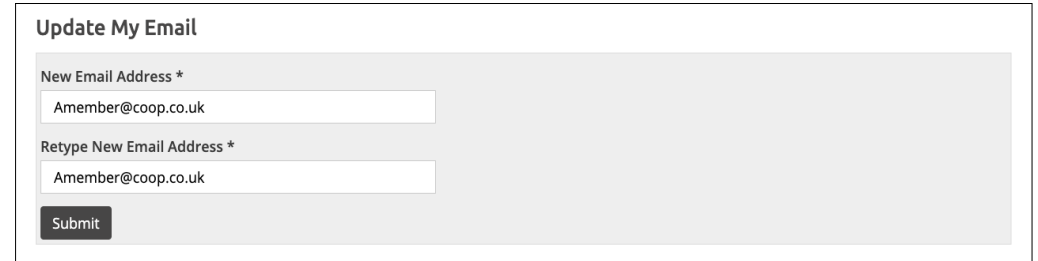 Update My Email
New Email Address *
Amember@coop.co.uk
Retype New Email Address *
Amember@coop.co.uk
Submit